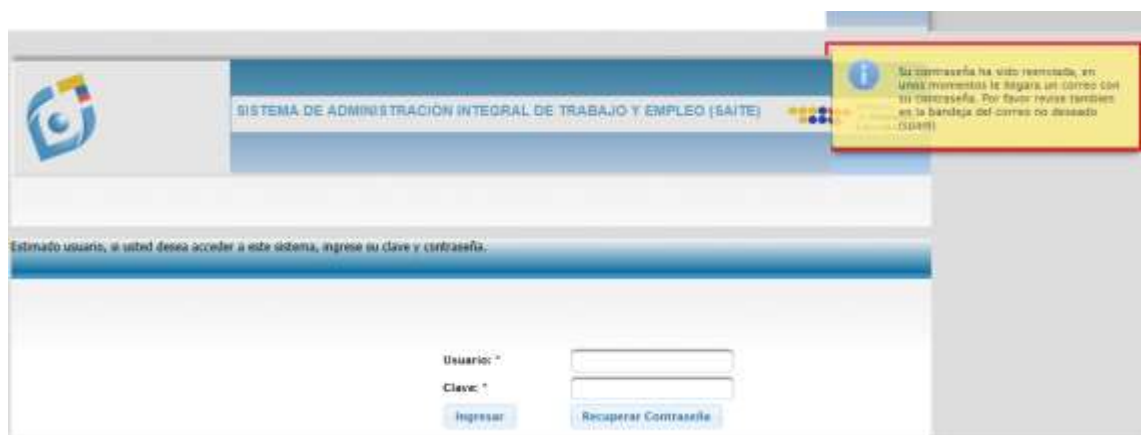 SISTEMA DE ADMINISTRACIÓN INTEGRAL DE TRABAJO Y EMPLEO (SAITE)
Su contraseña ha sido reenviada, en
unos momentos le llegara un correo con
su contraseña. Por favor revise tambien
en la bandeja del correo no deseado
(spam)
Estimado usuario, si usted desea acceder a este sistema, ingrese su clave y contraseña.
Usuario: *
Clave: *
Ingresar
Recuperar Contraseña